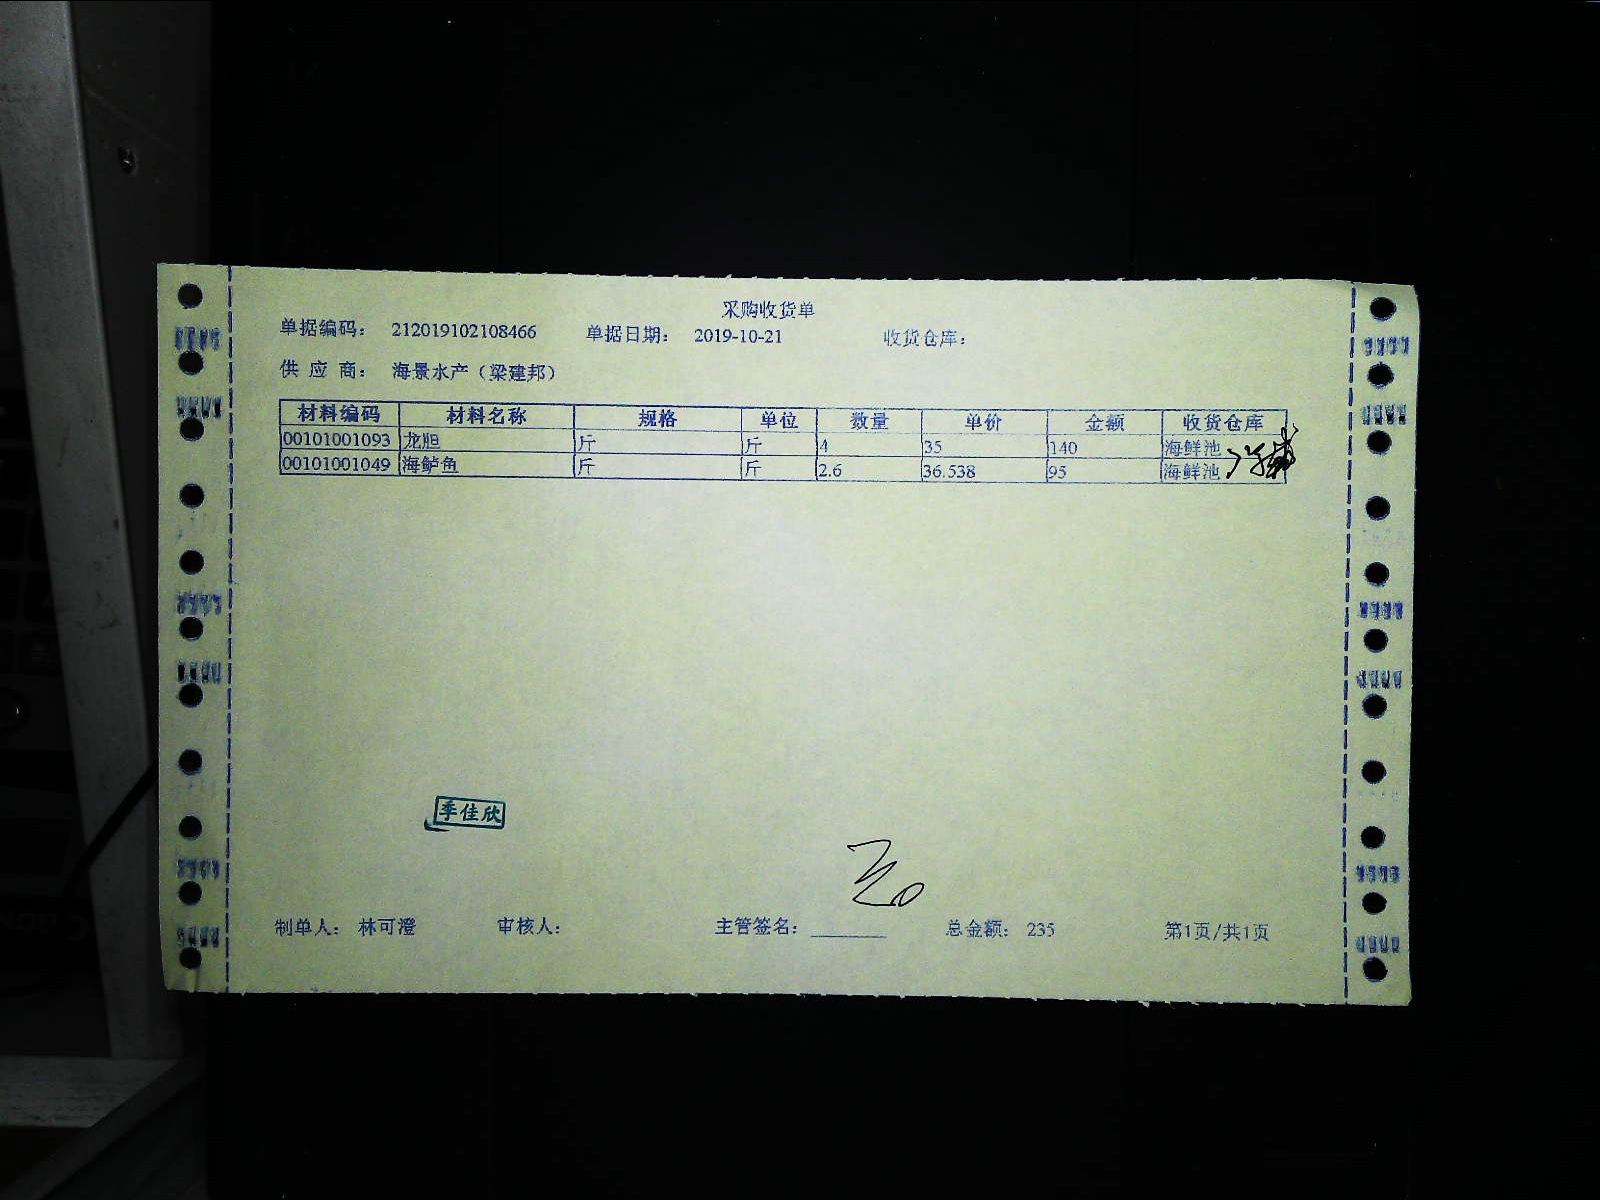 采购收货单
单据编码： 212019102108466 单据日期： 2019-10-21 收货仓库：
供 应 商： 海景水产（梁建邦）
材料编码 材料名称 规格 单位 数量 单价 金额 收货仓库
00101001093 龙胆 斤 斤 4 35 140 海鲜池
00101001049 海鲈鱼 斤 斤 2.6 36.538 95 海鲜池
季佳欣
制单人： 林可澄 审核人： 主管签名： 总金额： 235 第1页/共1页